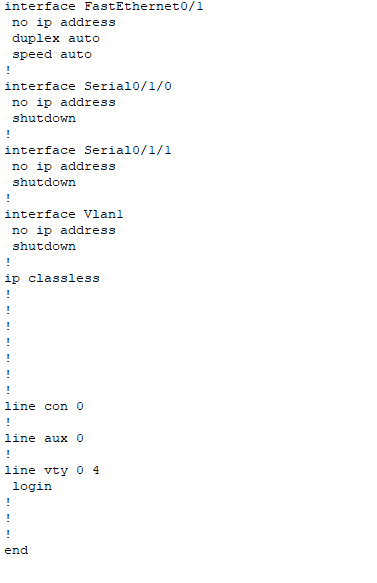 interface FastEthernet0/1
 no ip address
 duplex auto
 speed auto
!
interface Serial0/1/0
 no ip address
 shutdown
!
interface Serial0/1/1
 no ip address
 shutdown
!
interface Vlan1
 no ip address
 shutdown
!
ip classless
!
!
!
!
!
!
!
line con 0
!
line aux 0
!
line vty 0 4
 login
!
!
!
end